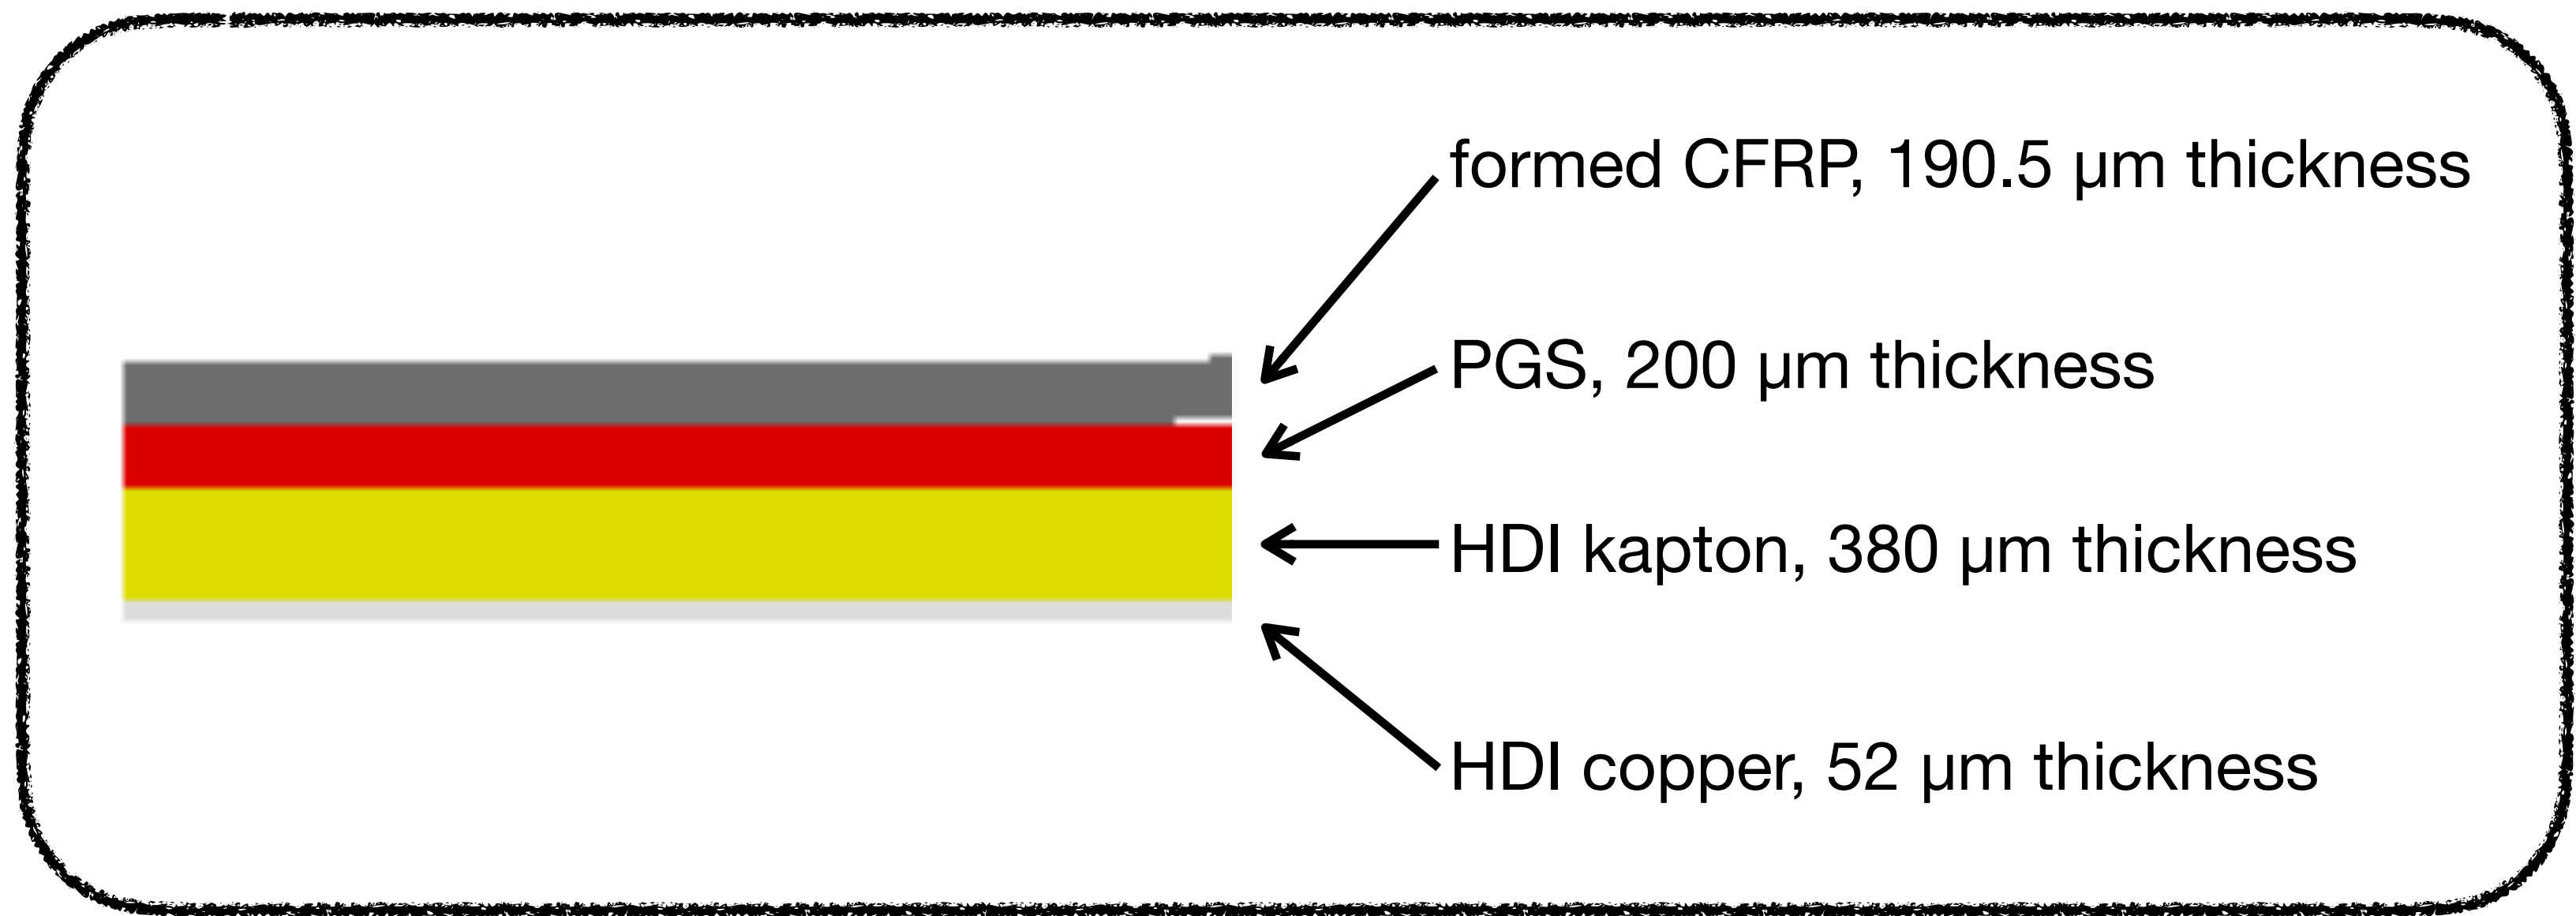 formed CFRP, 190.5 µm thickness
PGS, 200 µm thickness
HDI kapton, 380 µm thickness
HDI copper, 52 µm thickness